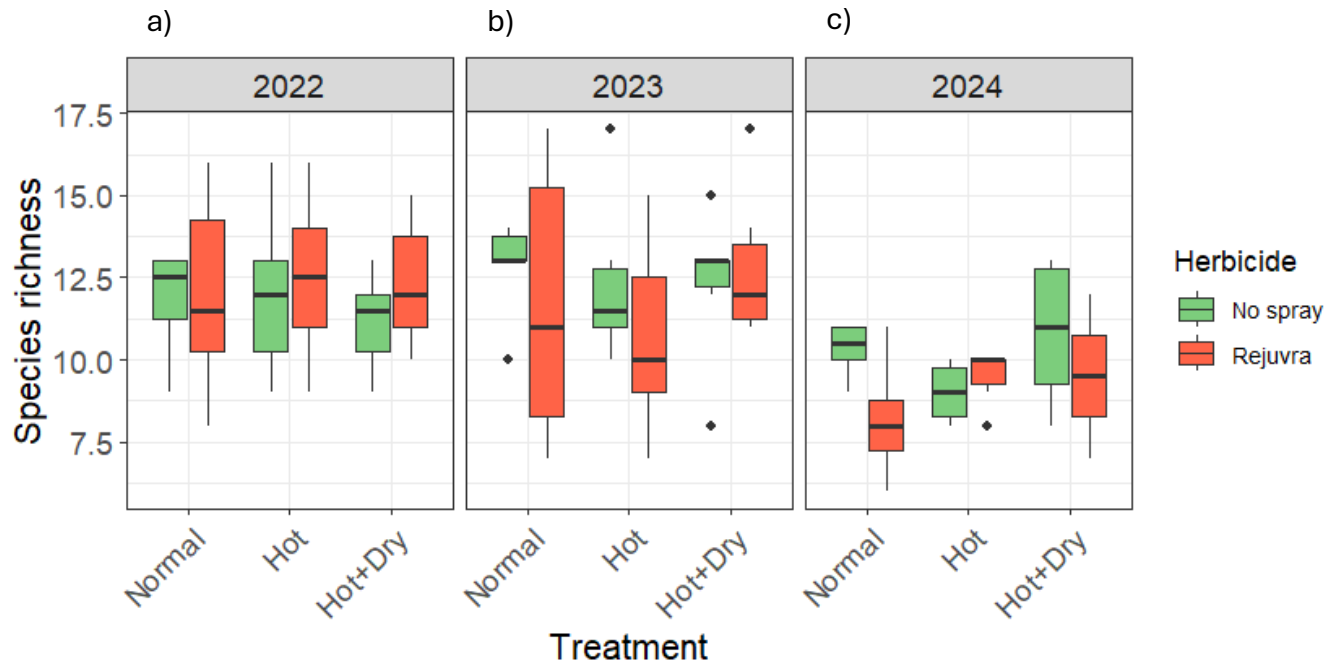 a) b) c)
2022 2023 2024
Species richness
17.5
15.0
12.5
10.0
7.5
Normal Hot Hot+Dry Normal Hot Hot+Dry Normal Hot Hot+Dry
Treatment
Herbicide
No spray
Rejuvra